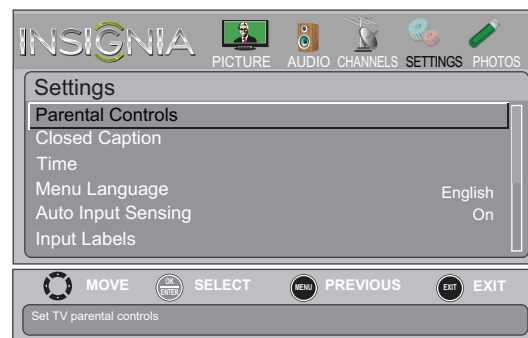 INSIGNIA
PICTURE AUDIO CHANNELS SETTINGS PHOTOS
Settings
Parental Controls
Closed Caption
Time
Menu Language English
Auto Input Sensing On
Input Labels
MOVE OK ENTER SELECT MENU PREVIOUS EXIT EXIT
Set TV parental controls